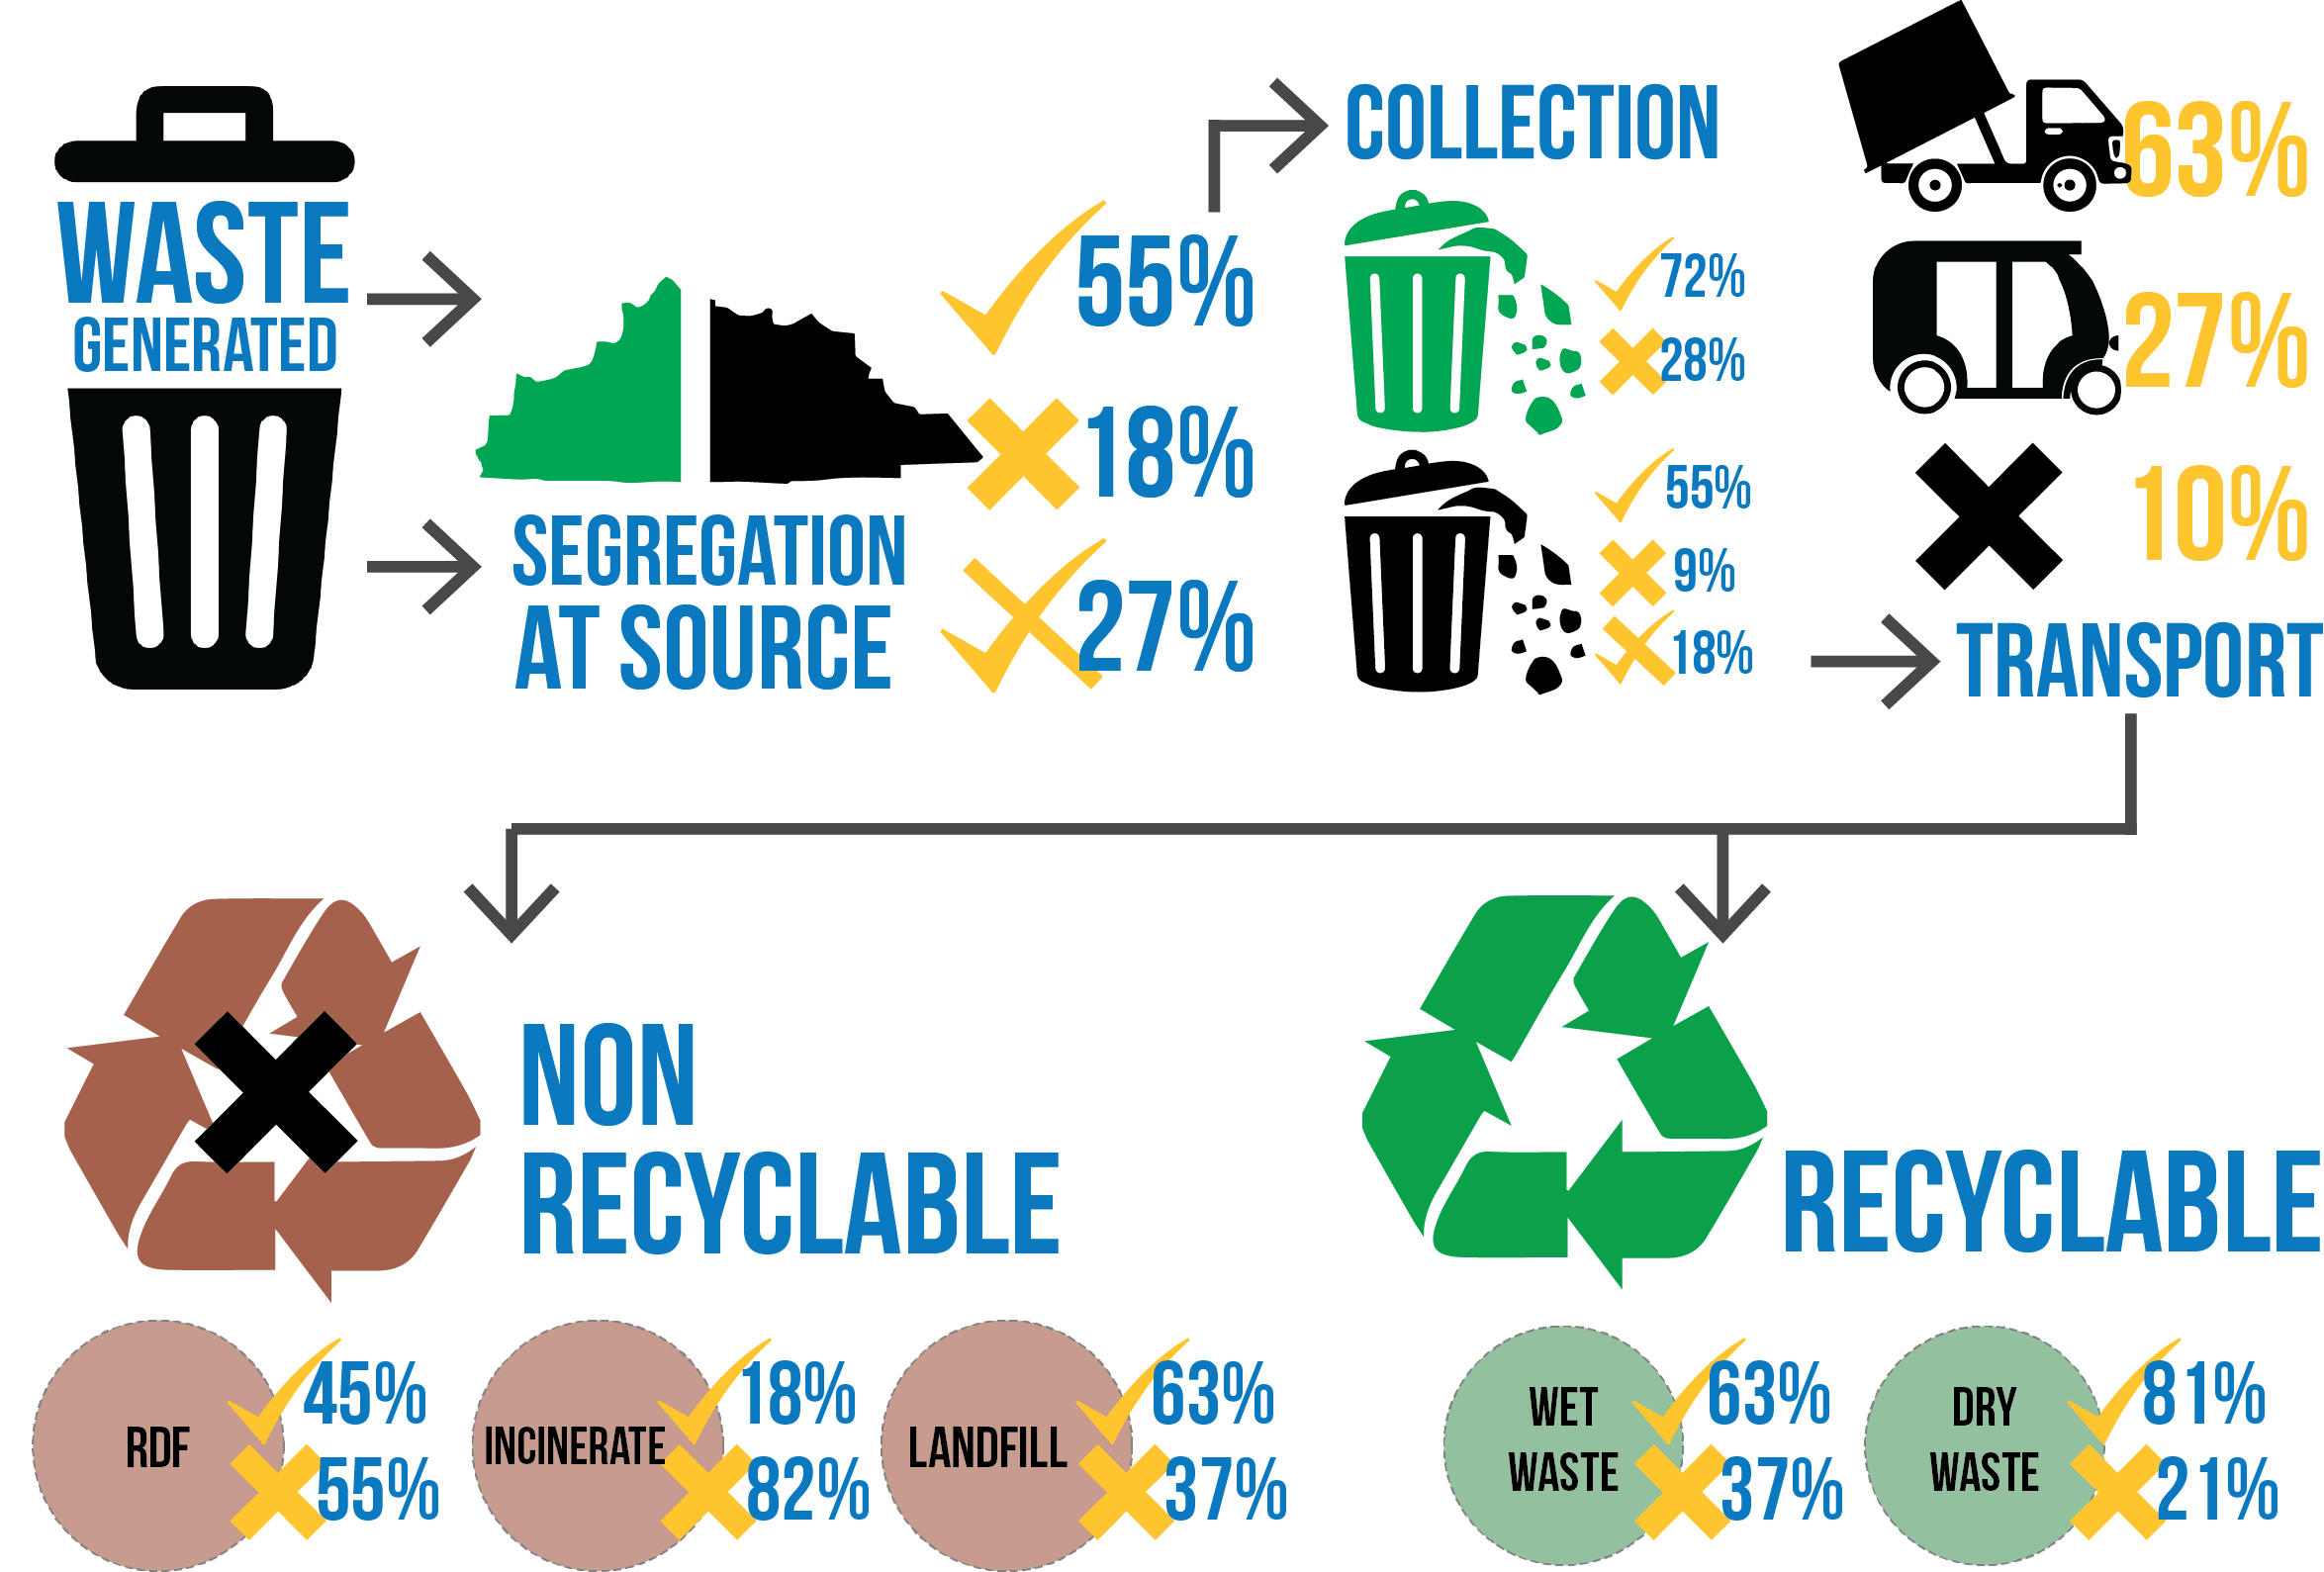 WASTE
GENERATED
SEGREGATION
AT SOURCE
55%
18%
27%
COLLECTION
72%
28%
55%
9%
18%
63%
27%
10%
TRANSPORT
NON
RECYCLABLE
RDF
45%
55%
INCINERATE
18%
82%
LANDFILL
63%
37%
RECYCLABLE
WET
WASTE
63%
37%
DRY
WASTE
81%
21%